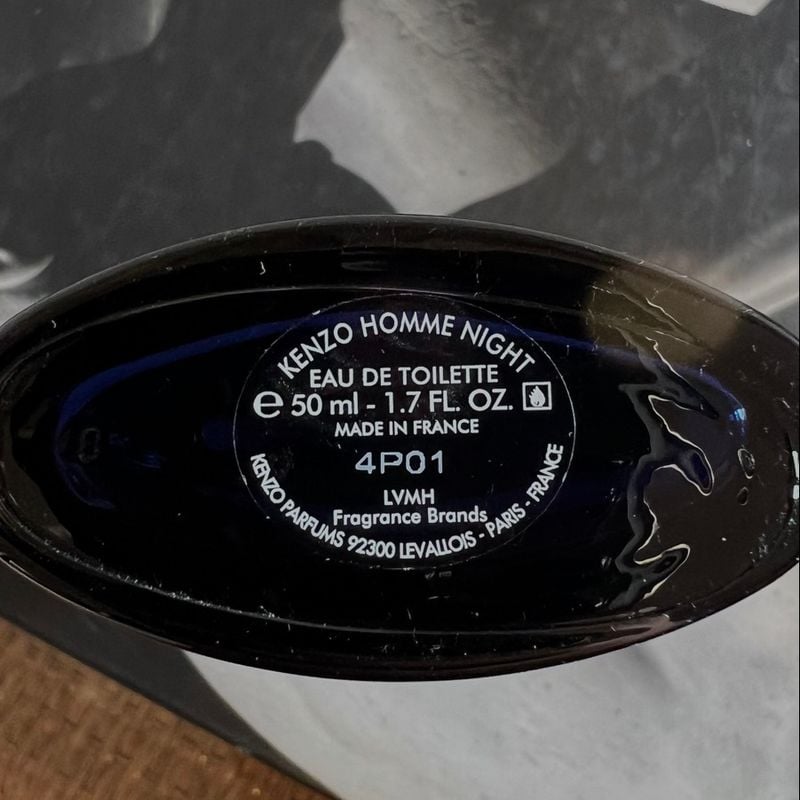 KENZO HOMME NIGHT
EAU DE TOILETTE
℮ 50 ml - 1.7 FL. OZ.
MADE IN FRANCE
4P01
LVMH
Fragrance Brands
KENZO PARFUMS 92300 LEVALLOIS - PARIS - FRANCE